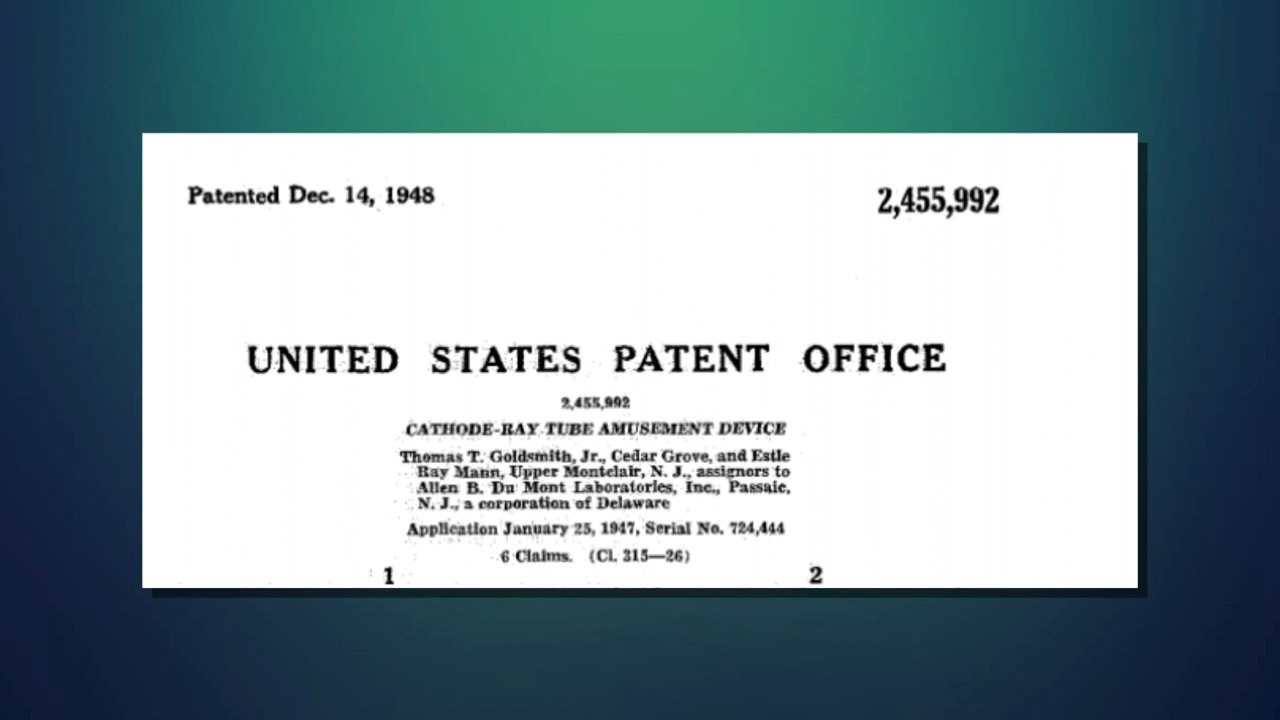 Patented Dec. 14, 1948
2,455,992
UNITED STATES PATENT OFFICE
2,455,992
CATHODE-RAY TUBE AMUSEMENT DEVICE
Thomas T. Goldsmith, Jr., Cedar Grove, and Estle
Ray Mann, Upper Montclair, N. J., assignors to
Allen B. Du Mont Laboratories, Inc., Passaic,
N. J., a corporation of Delaware
Application January 25, 1947, Serial No. 724,444
6 Claims. (Cl. 315—26)
1
2